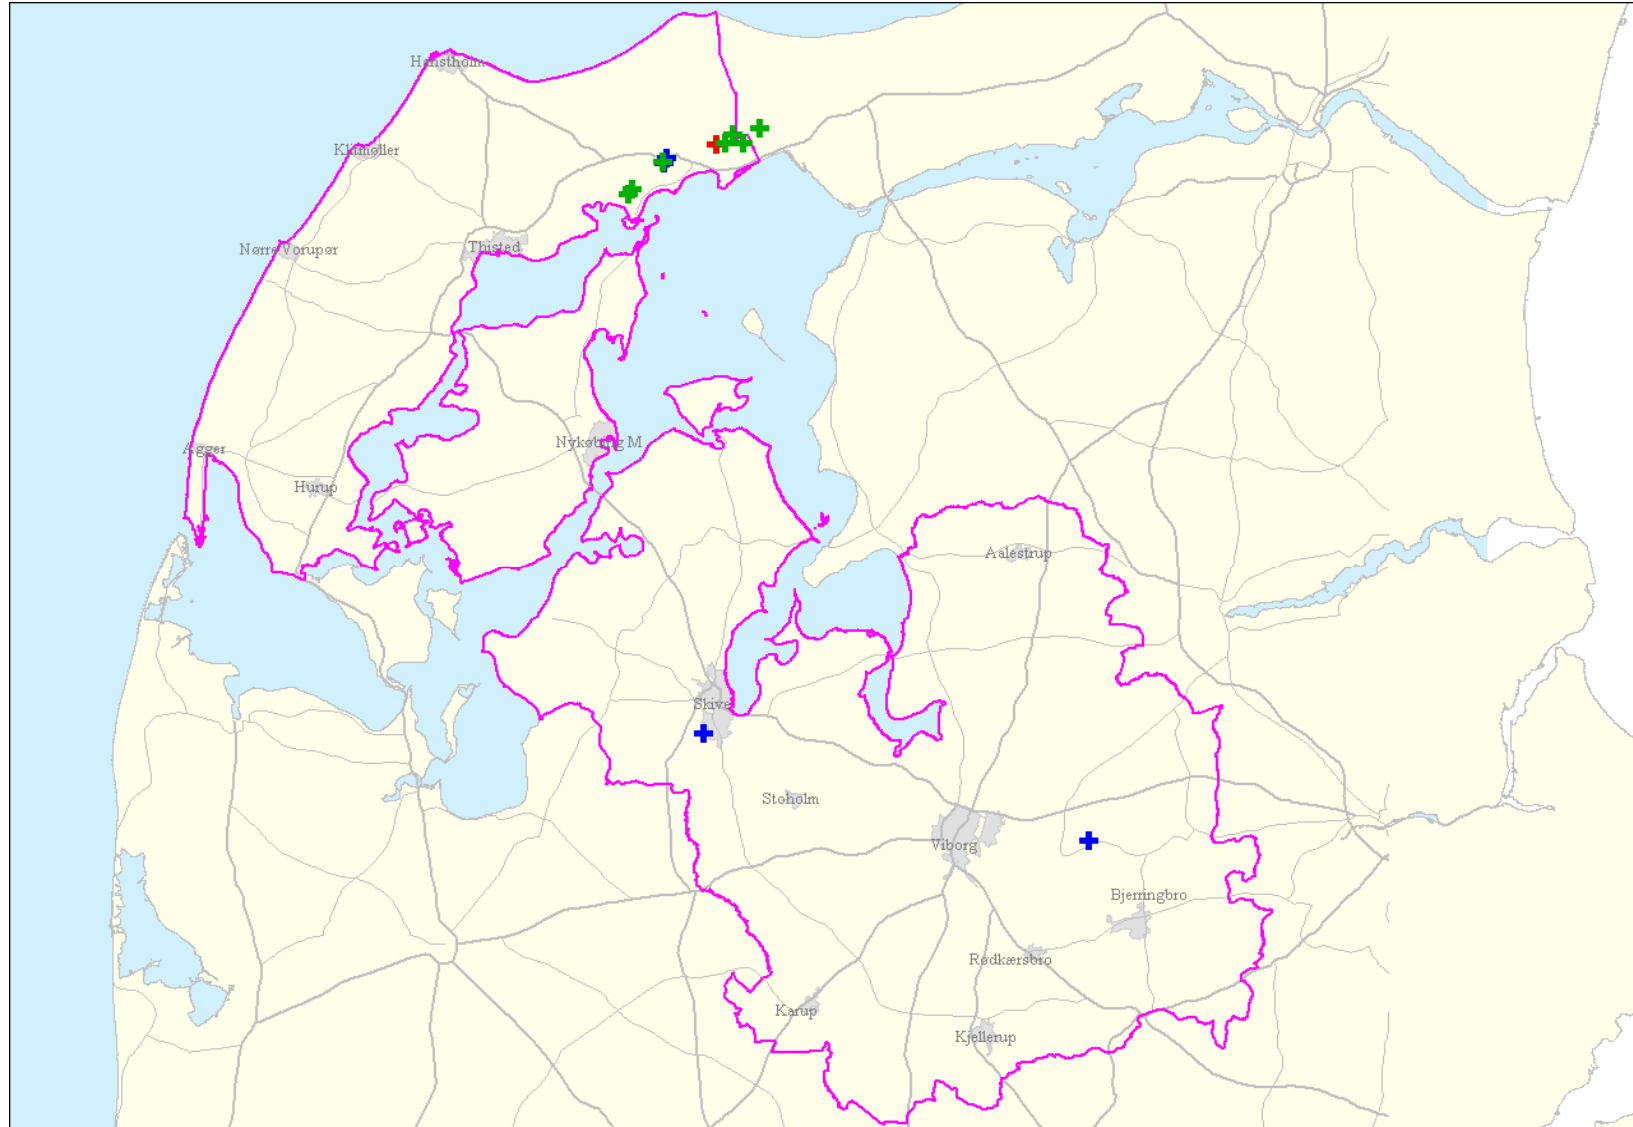 Hanstholm
Klitmøller
Nørre Vorupør
Thisted
Nykøbing M
Agger
Hurup
Aalestrup
Skive
Stoholm
Viborg
Bjerringbro
Rødkærsbro
Karup
Kjellerup